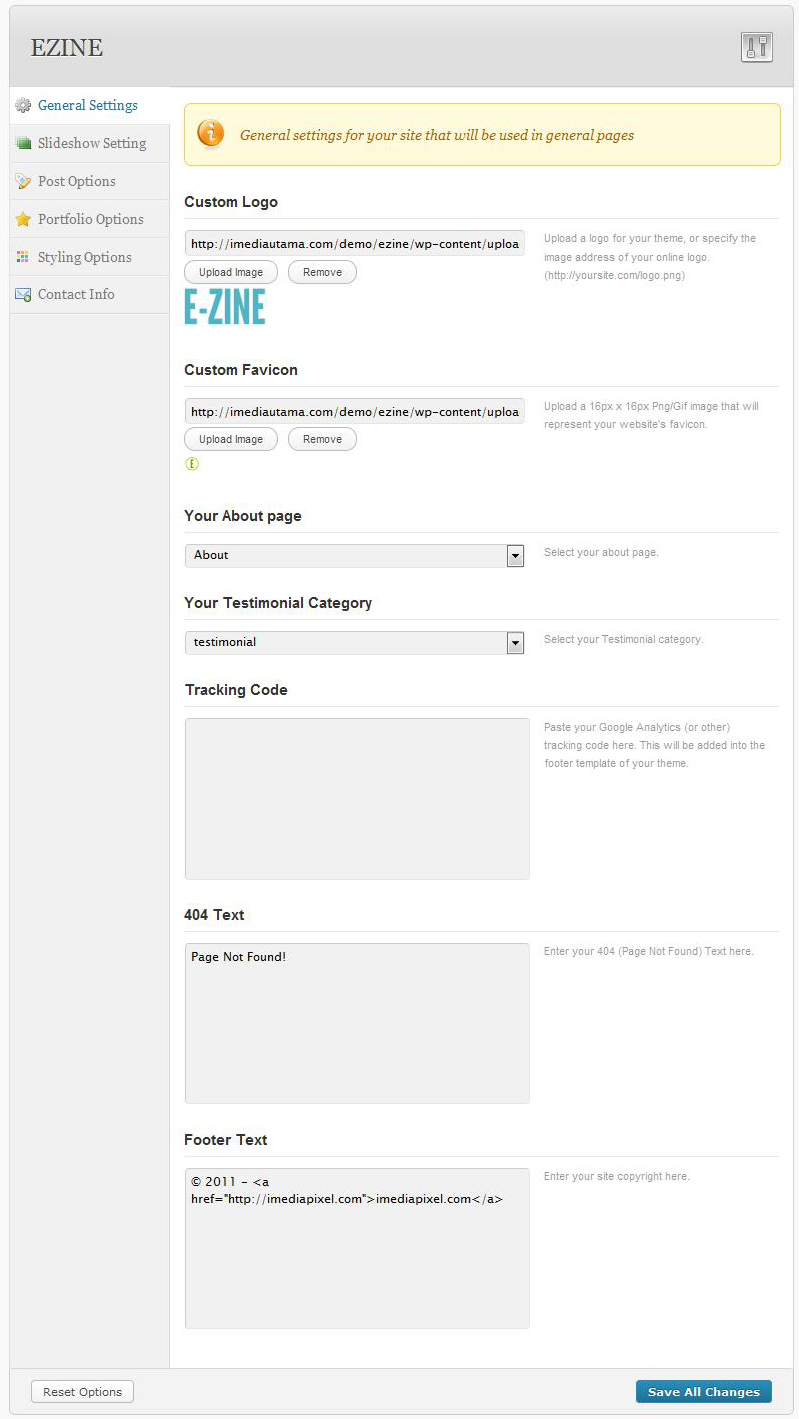 EZINE
General Settings
Slideshow Setting
Post Options
Portfolio Options
Styling Options
Contact Info
General settings for your site that will be used in general pages
Custom Logo
http://imediautama.com/demo/ezine/wp-content/uploa
Upload Image
Remove
E-ZINE
Upload a logo for your theme, or specify the
image address of your online logo.
(http://yoursite.com/logo.png)
Custom Favicon
http://imediautama.com/demo/ezine/wp-content/uploa
Upload Image
Remove
E
Upload a 16px x 16px Png/Gif image that will
represent your website's favicon.
Your About page
About
Select your about page.
Your Testimonial Category
testimonial
Select your Testimonial category.
Tracking Code
Paste your Google Analytics (or other)
tracking code here. This will be added into the
footer template of your theme.
404 Text
Page Not Found!
Enter your 404 (Page Not Found) Text here.
Footer Text
© 2011 - <a
href="http://imediapixel.com">imediapixel.com</a>
Enter your site copyright here.
Reset Options
Save All Changes